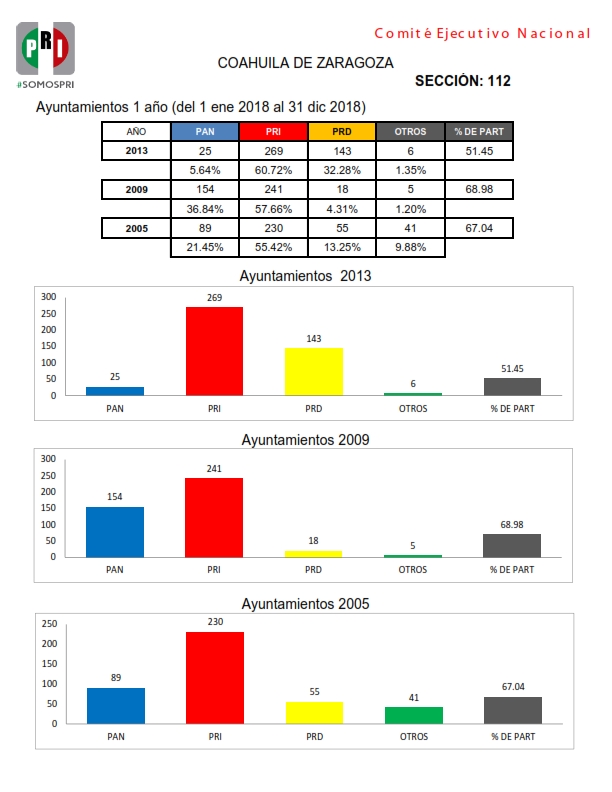 Comité Ejecutivo Nacional
PRI
#SOMOSPRI
COAHUILA DE ZARAGOZA
SECCIÓN: 112
Ayuntamientos 1 año (del 1 ene 2018 al 31 dic 2018)
AÑO PAN PRI PRD OTROS % DE PART
2013 25 269 143 6 51.45
5.64% 60.72% 32.28% 1.35%
2009 154 241 18 5 68.98
36.84% 57.66% 4.31% 1.20%
2005 89 230 55 41 67.04
21.45% 55.42% 13.25% 9.88%
Ayuntamientos 2013
300
250
200
150
100
50
0
25 269 143 6 51.45
PAN PRI PRD OTROS % DE PART
Ayuntamientos 2009
300
250
200
150
100
50
0
154 241 18 5 68.98
PAN PRI PRD OTROS % DE PART
Ayuntamientos 2005
250
200
150
100
50
0
89 230 55 41 67.04
PAN PRI PRD OTROS % DE PART